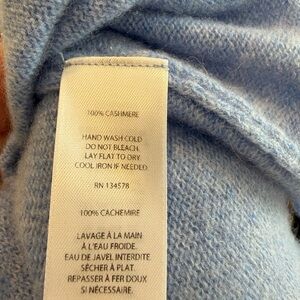 100% CASHMERE
HAND WASH COLD
DO NOT BLEACH.
LAY FLAT TO DRY
COOL IRON IF NEEDED
RN 134578
100% CACHEMIRE
LAVAGE À LA MAIN
À L'EAU FROIDE.
EAU DE JAVEL INTERDITE
SÉCHER À PLAT.
REPASSER À FER DOUX
SI NÉCESSAIRE.